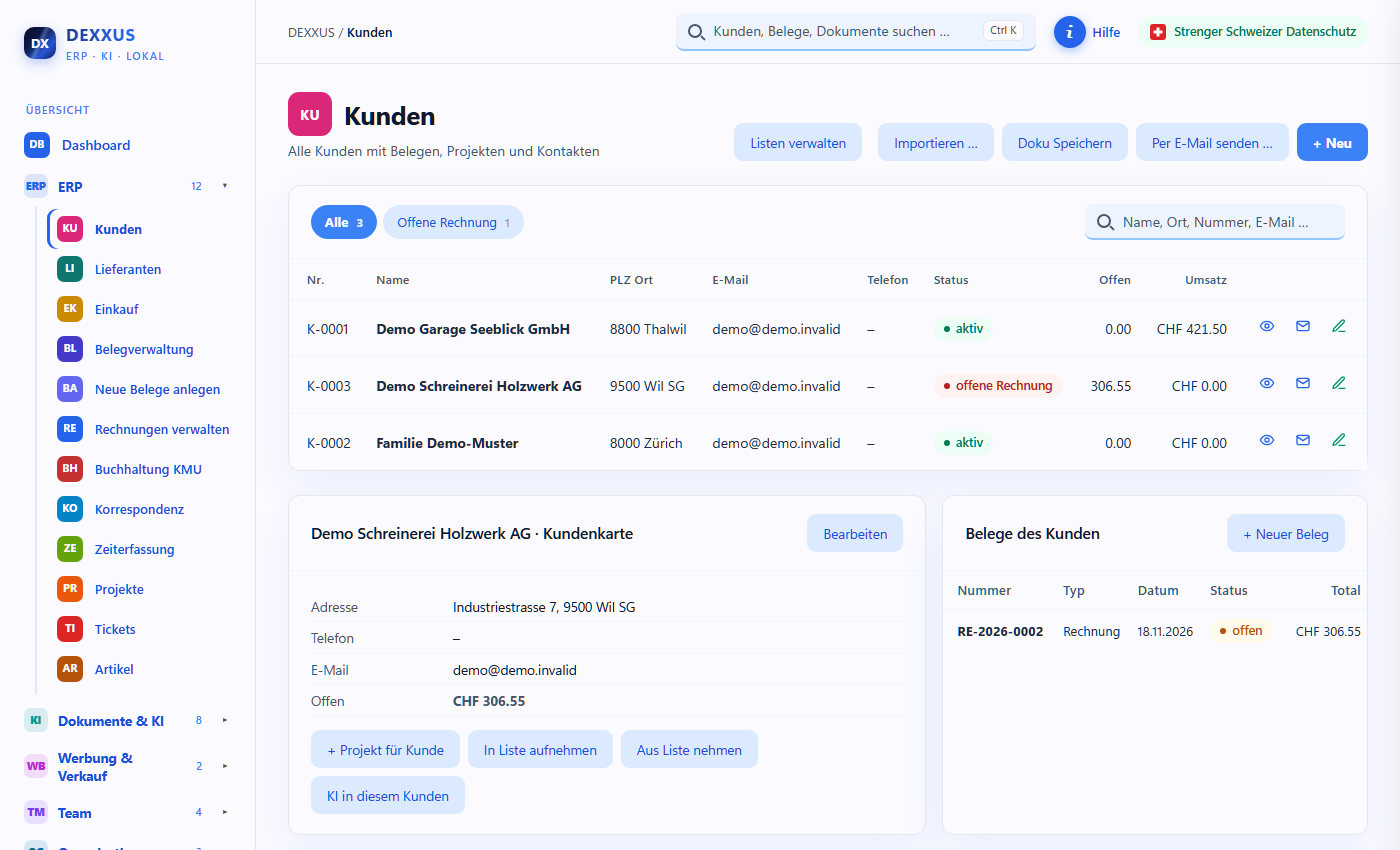 DX
DEXXUS
ERP · KI · LOKAL
DEXXUS / Kunden
Kunden, Belege, Dokumente suchen ...
Ctrl K
i
Hilfe
Strenger Schweizer Datenschutz
ÜBERSICHT
DB Dashboard
ERP ERP 12
KU Kunden
LI Lieferanten
EK Einkauf
BL Belegverwaltung
BA Neue Belege anlegen
RE Rechnungen verwalten
BH Buchhaltung KMU
KO Korrespondenz
ZE Zeiterfassung
PR Projekte
TI Tickets
AR Artikel
KI Dokumente & KI 8
WB Werbung &
Verkauf 2
TM Team 4
KU Kunden
Alle Kunden mit Belegen, Projekten und Kontakten
Listen verwalten
Importieren ...
Doku Speichern
Per E-Mail senden ...
+ Neu
Alle 3
Offene Rechnung 1
Name, Ort, Nummer, E-Mail ...
Nr. Name PLZ Ort E-Mail Telefon Status Offen Umsatz
K-0001 Demo Garage Seeblick GmbH 8800 Thalwil demo@demo.invalid – aktiv 0.00 CHF 421.50
K-0003 Demo Schreinerei Holzwerk AG 9500 Wil SG demo@demo.invalid – offene Rechnung 306.55 CHF 0.00
K-0002 Familie Demo-Muster 8000 Zürich demo@demo.invalid – aktiv 0.00 CHF 0.00
Demo Schreinerei Holzwerk AG · Kundenkarte
Bearbeiten
Adresse Industriestrasse 7, 9500 Wil SG
Telefon –
E-Mail demo@demo.invalid
Offen CHF 306.55
+ Projekt für Kunde
In Liste aufnehmen
Aus Liste nehmen
KI in diesem Kunden
Belege des Kunden
+ Neuer Beleg
Nummer Typ Datum Status Total
RE-2026-0002 Rechnung 18.11.2026 offen CHF 306.55